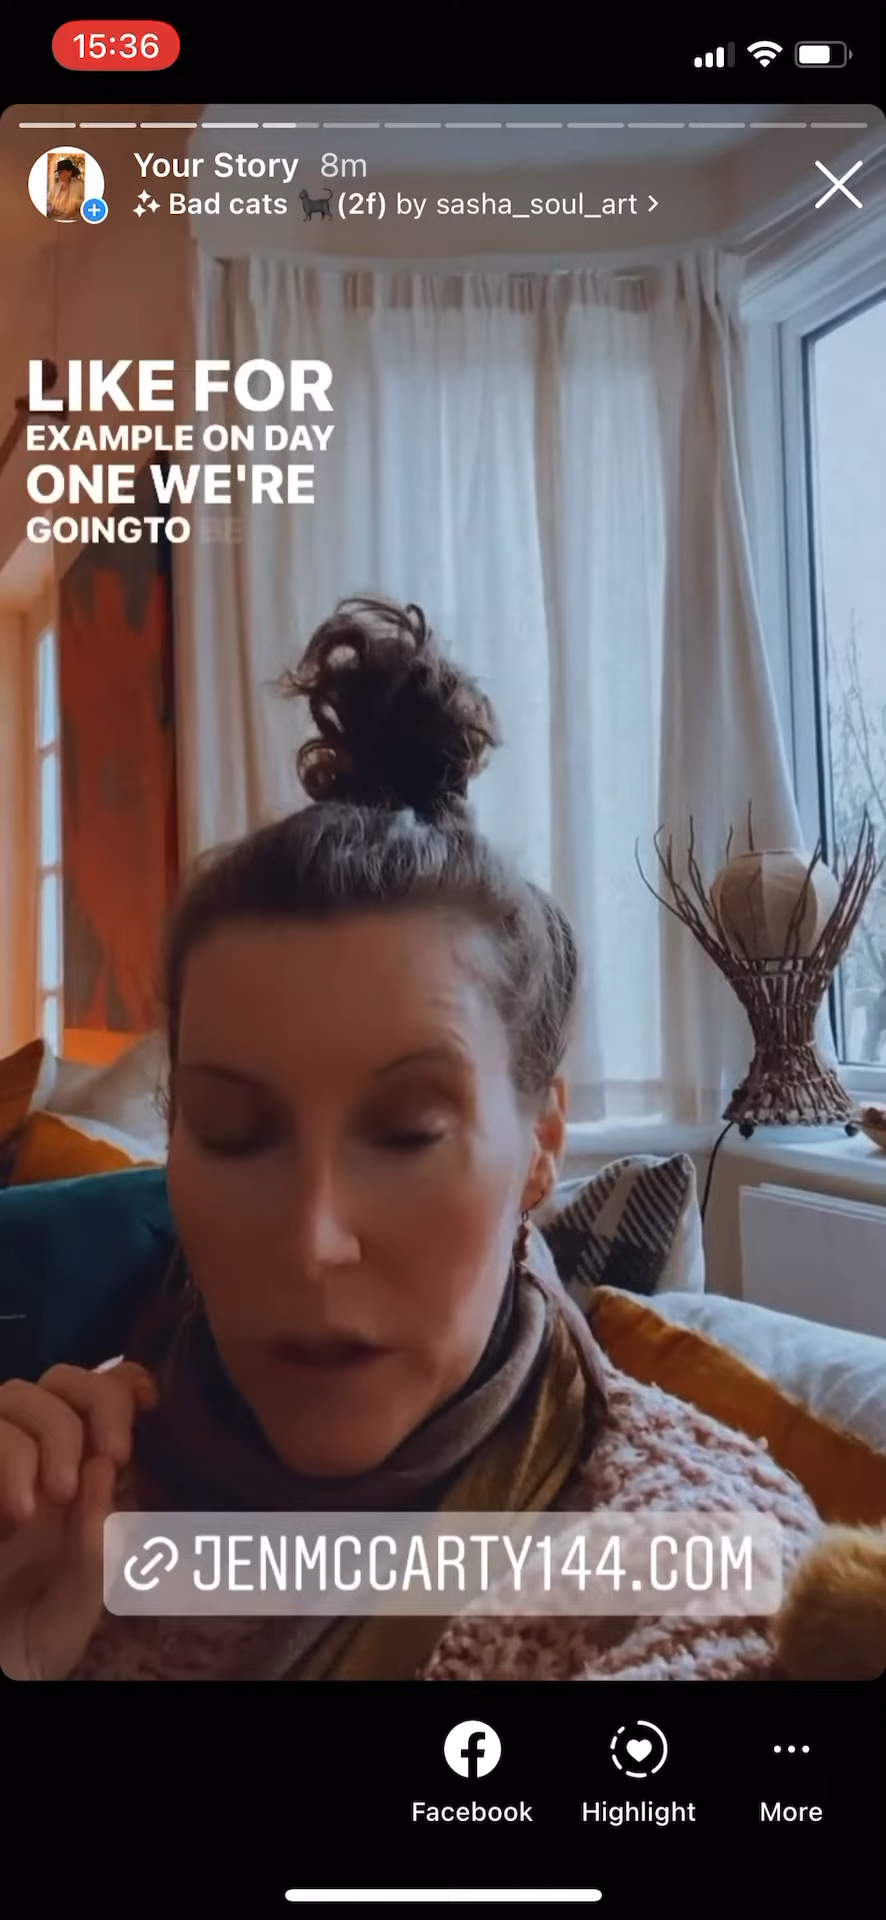 15:36
Your Story 8m
Bad cats 🐈‍⬛(2f) by sasha_soul_art >
LIKE FOR
EXAMPLE ON DAY
ONE WE'RE
GOINGTO BE
JENMCCARTY144.COM
Facebook Highlight More